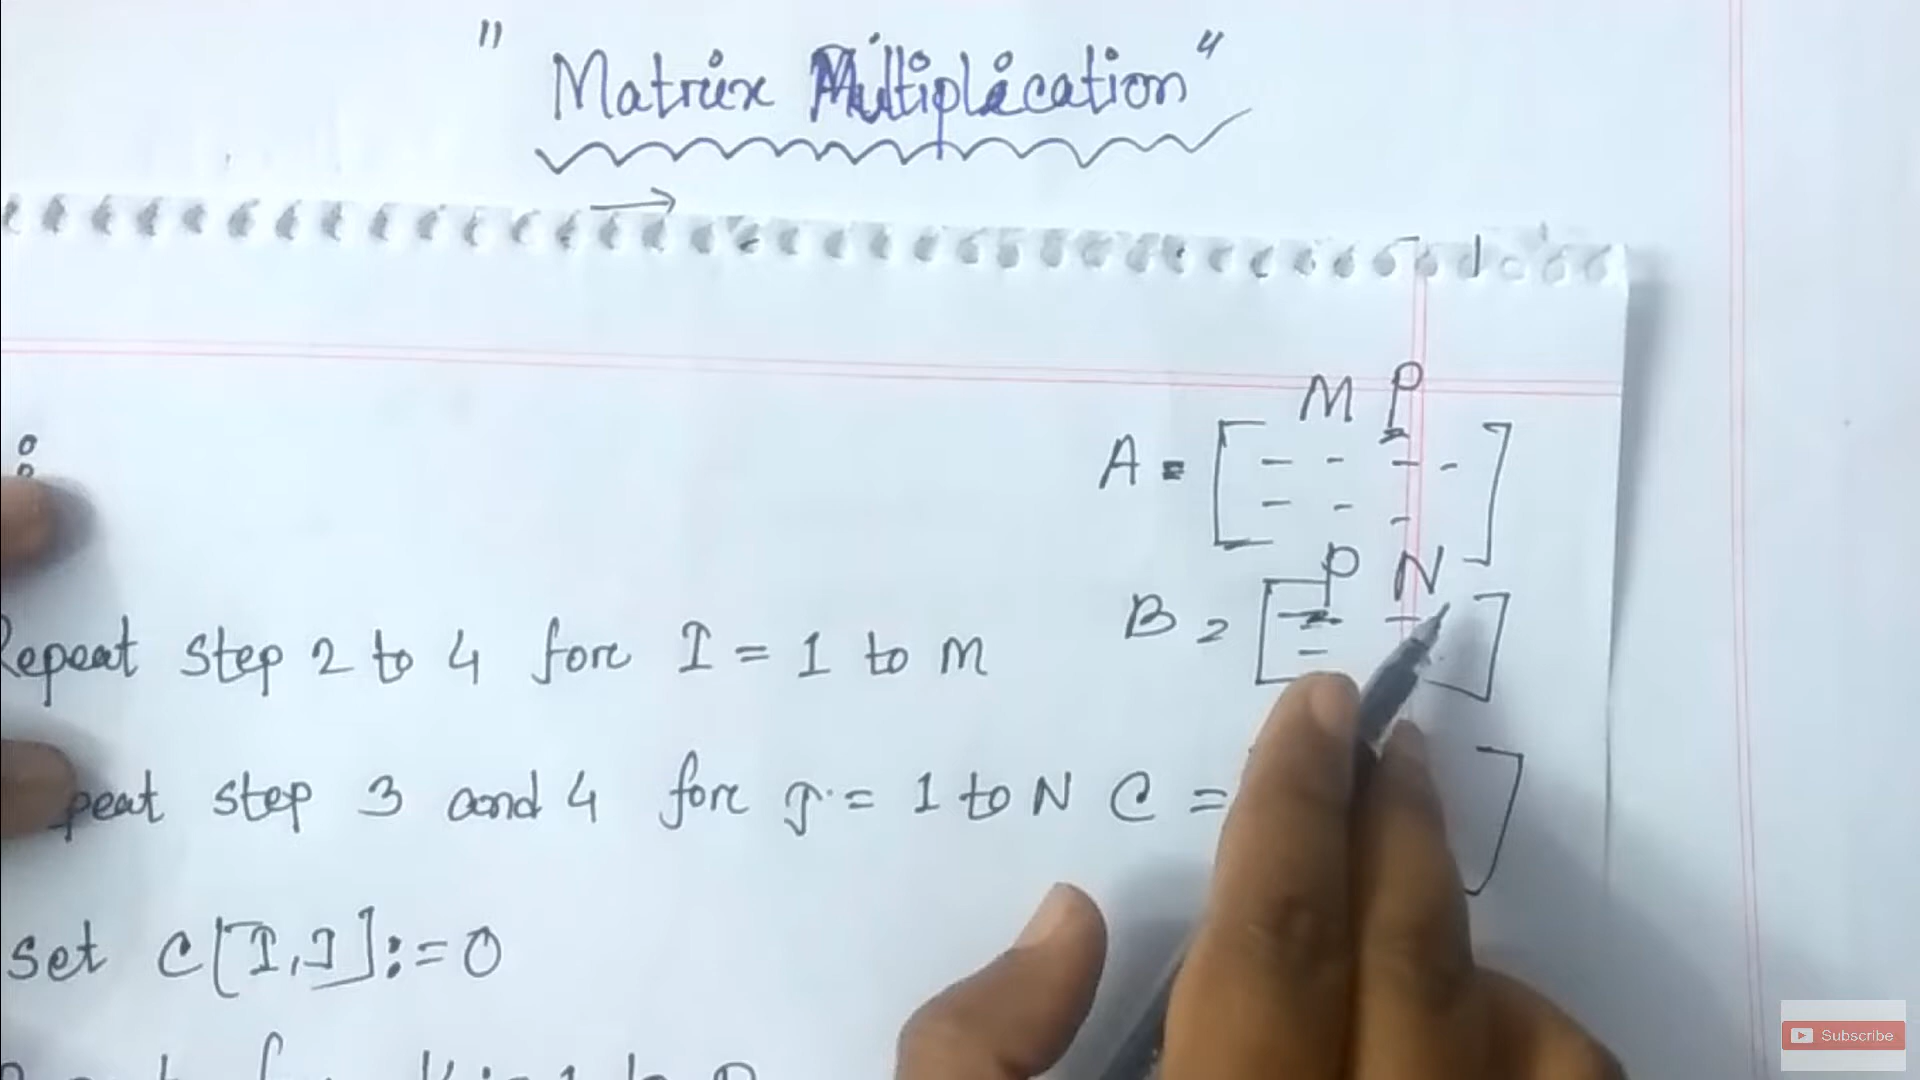 " Matrix Multiplication "
M P
A =
P N
B =
Repeat step 2 to 4 for I = 1 to M
peat step 3 and 4 for J = 1 to N C =
set C[I,J]:=0
Subscribe